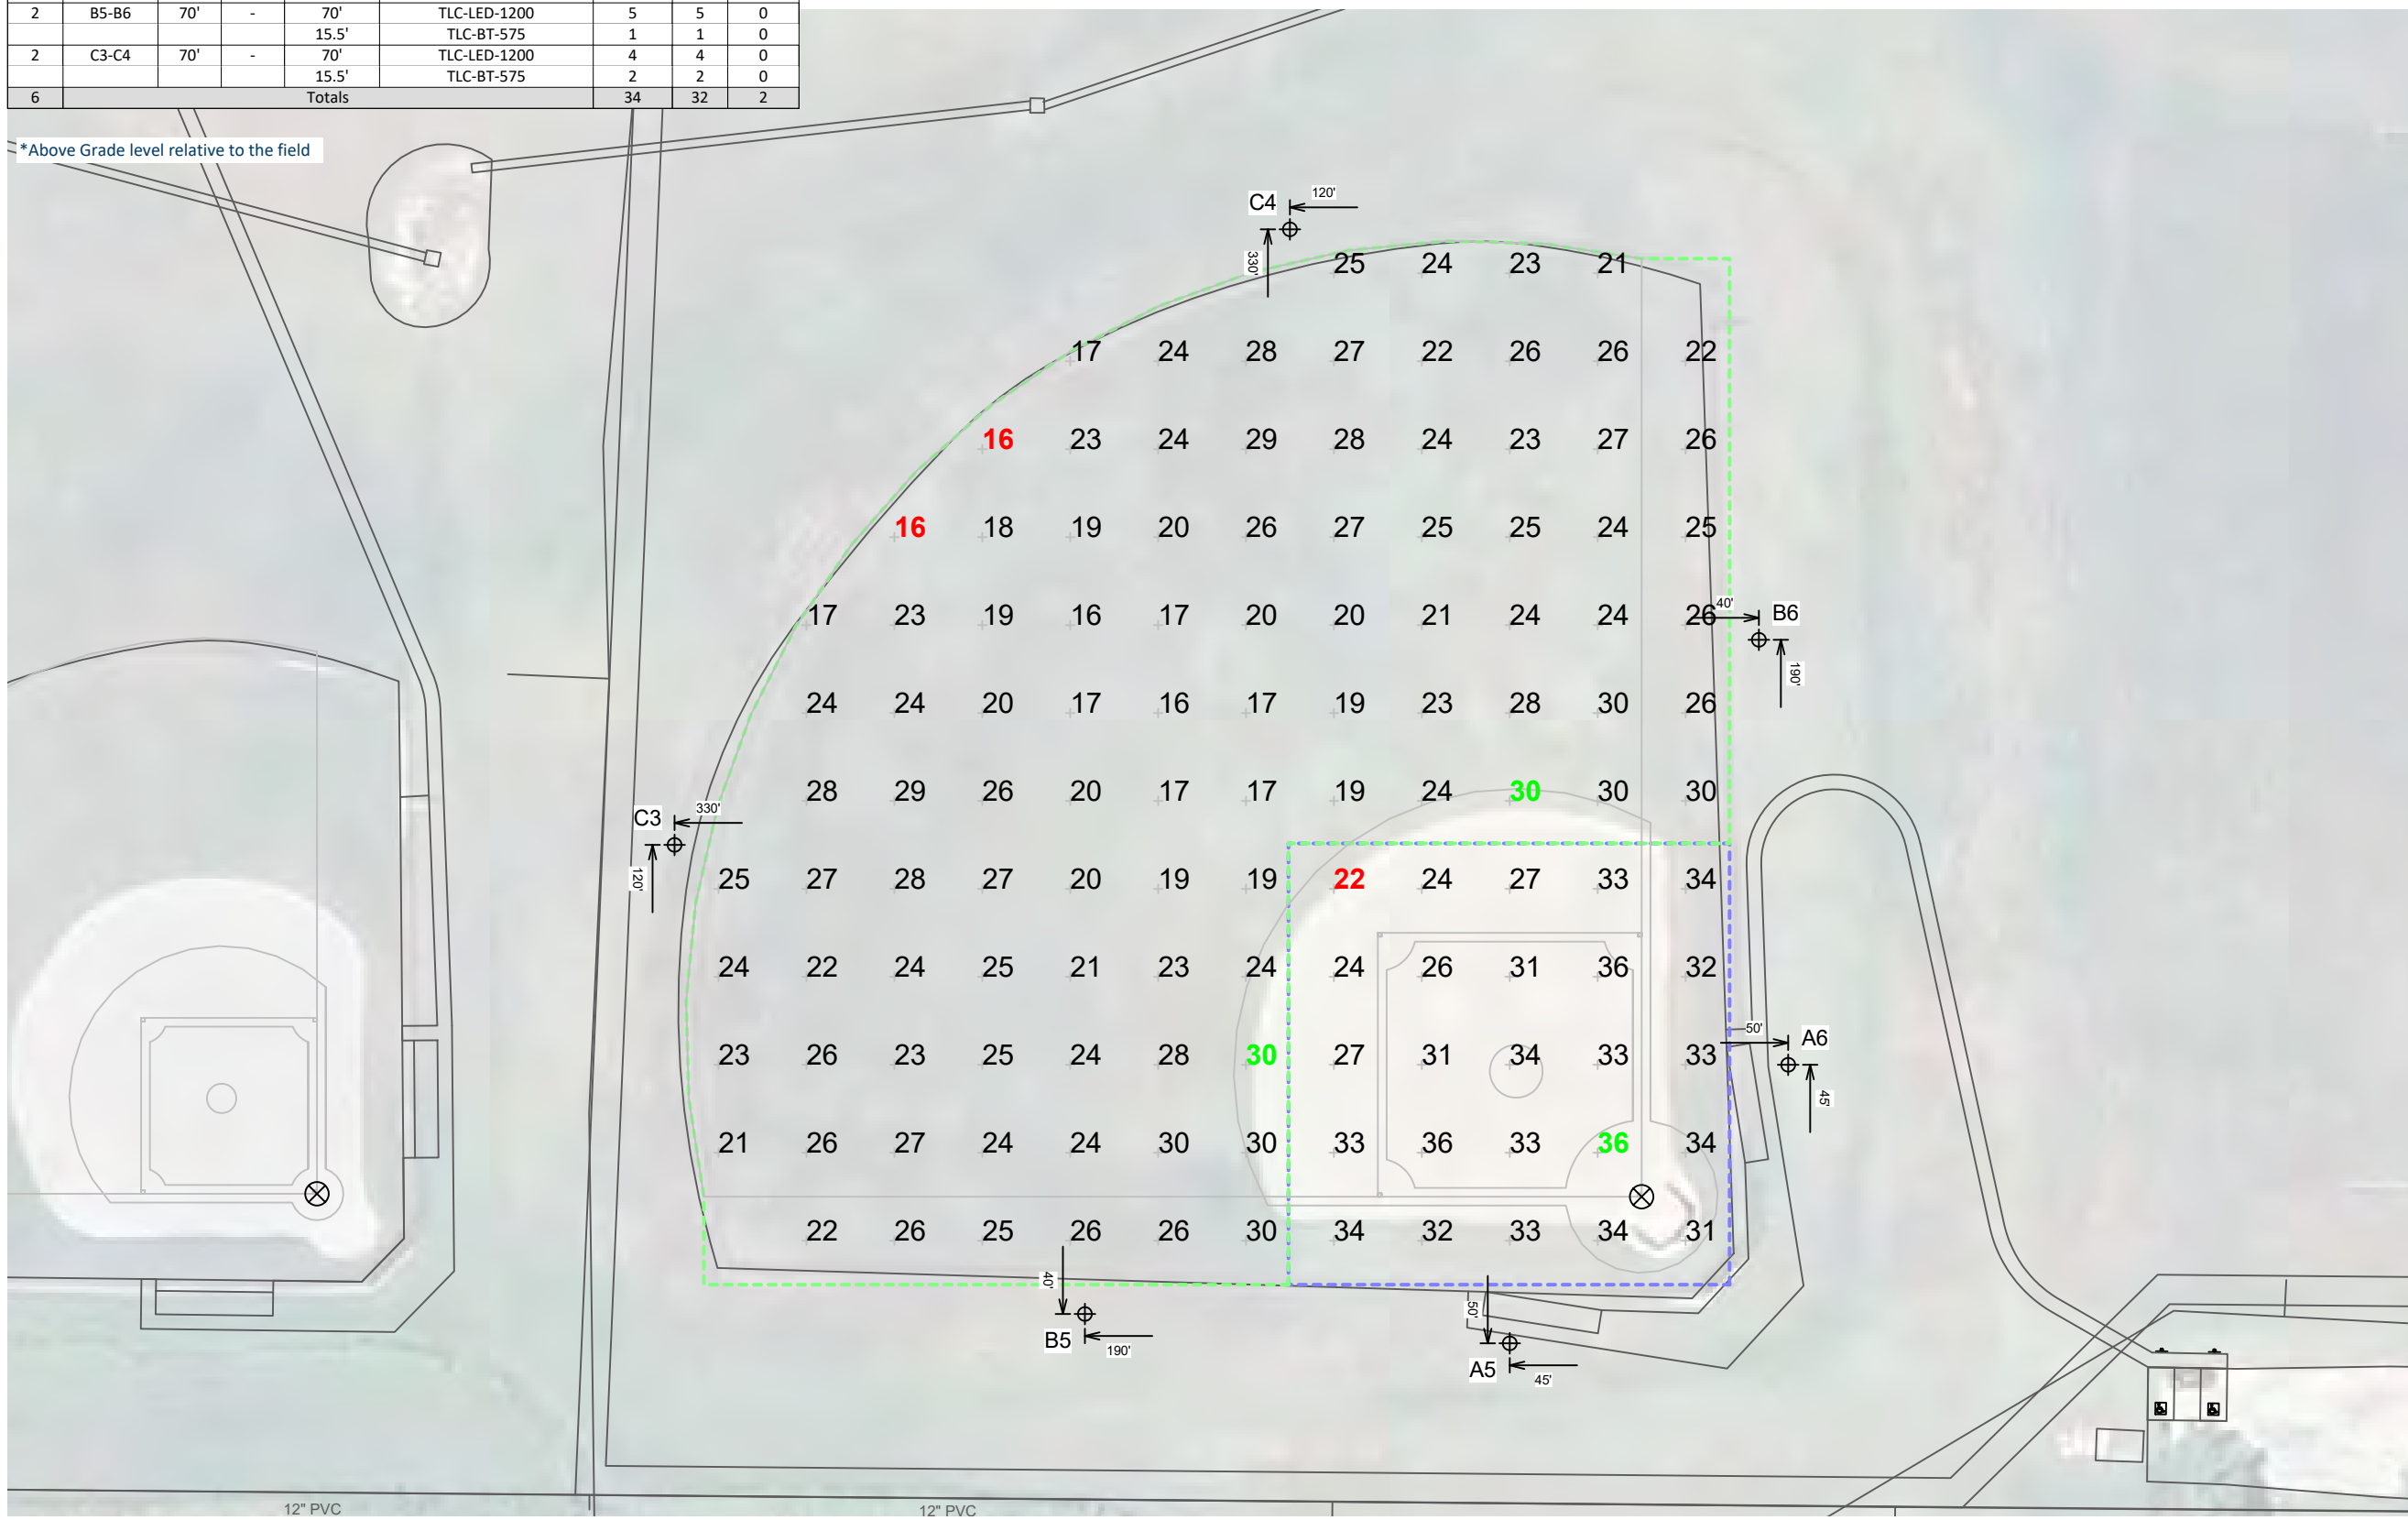 2 B5-B6 70' - 70' TLC-LED-1200 5 5 0
15.5' TLC-BT-575 1 1 0
2 C3-C4 70' - 70' TLC-LED-1200 4 4 0
15.5' TLC-BT-575 2 2 0
6 Totals 34 32 2
*Above Grade level relative to the field
C4 120'
330'
25 24 23 21
17 24 28 27 22 26 26 22
16 23 24 29 28 24 23 27 26
16 18 19 20 26 27 25 25 24 25
40' B6
17 23 19 16 17 20 20 21 24 24 26
190'
24 24 20 17 16 17 19 23 28 30 26
28 29 26 20 17 17 19 24 30 30 30
C3 330'
120'
25 27 28 27 20 19 19 22 24 27 33 34
24 22 24 25 21 23 24 24 26 31 36 32
50' A6
23 26 23 25 24 28 30 27 31 34 33 33
45'
21 26 27 24 24 30 30 33 36 33 36 34
22 26 25 26 26 30 34 32 33 34 31
40'
50'
B5 190'
A5 45'
12" PVC
12" PVC